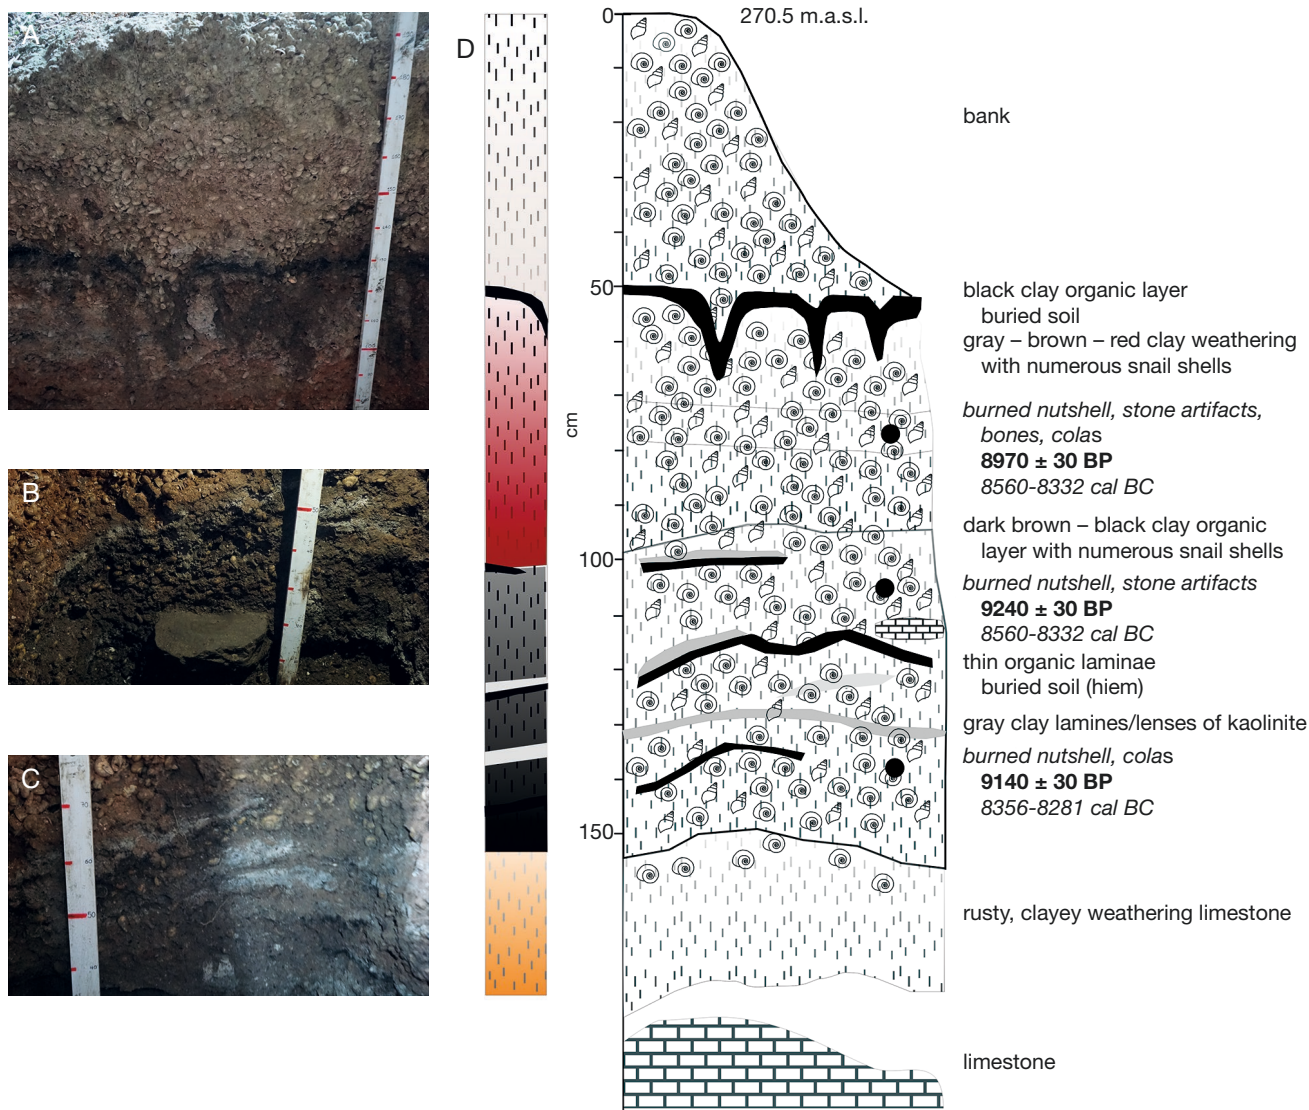 A
B
C
D
270.5 m.a.s.l.
0
50
cm
100
150
bank
black clay organic layer
buried soil
gray – brown – red clay weathering
with numerous snail shells
burned nutshell, stone artifacts,
bones, colas
8970 ± 30 BP
8560-8332 cal BC
dark brown – black clay organic
layer with numerous snail shells
burned nutshell, stone artifacts
9240 ± 30 BP
8560-8332 cal BC
thin organic laminae
buried soil (hiem)
gray clay lamines/lenses of kaolinite
burned nutshell, colas
9140 ± 30 BP
8356-8281 cal BC
rusty, clayey weathering limestone
limestone